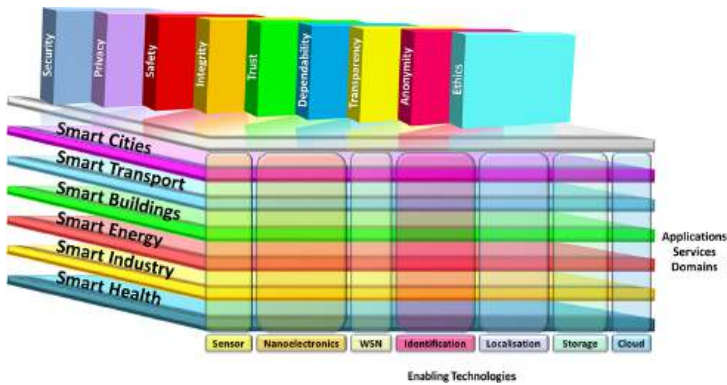 Security
Privacy
Safety
Integrity
Trust
Dependability
Transparency
Anonymity
Ethics
Smart Cities
Smart Transport
Smart Buildings
Smart Energy
Smart Industry
Smart Health
Applications
Services
Domains
Sensor
Nanoelectronics
WSN
Identification
Localisation
Storage
Cloud
Enabling Technologies